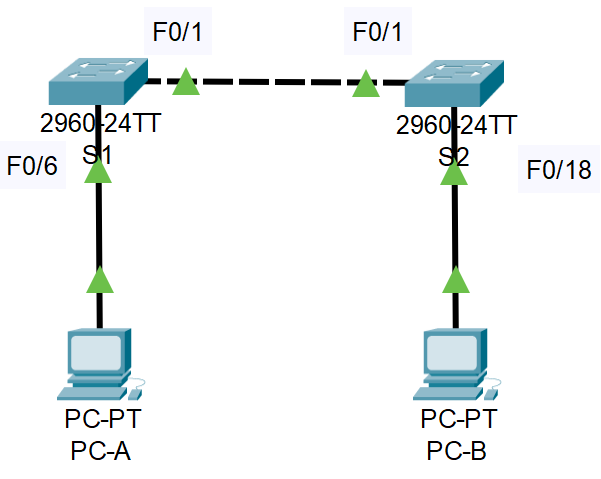 F0/1
F0/1
2960-24TT
S1
2960-24TT
S2
F0/6
F0/18
PC-PT
PC-A
PC-PT
PC-B